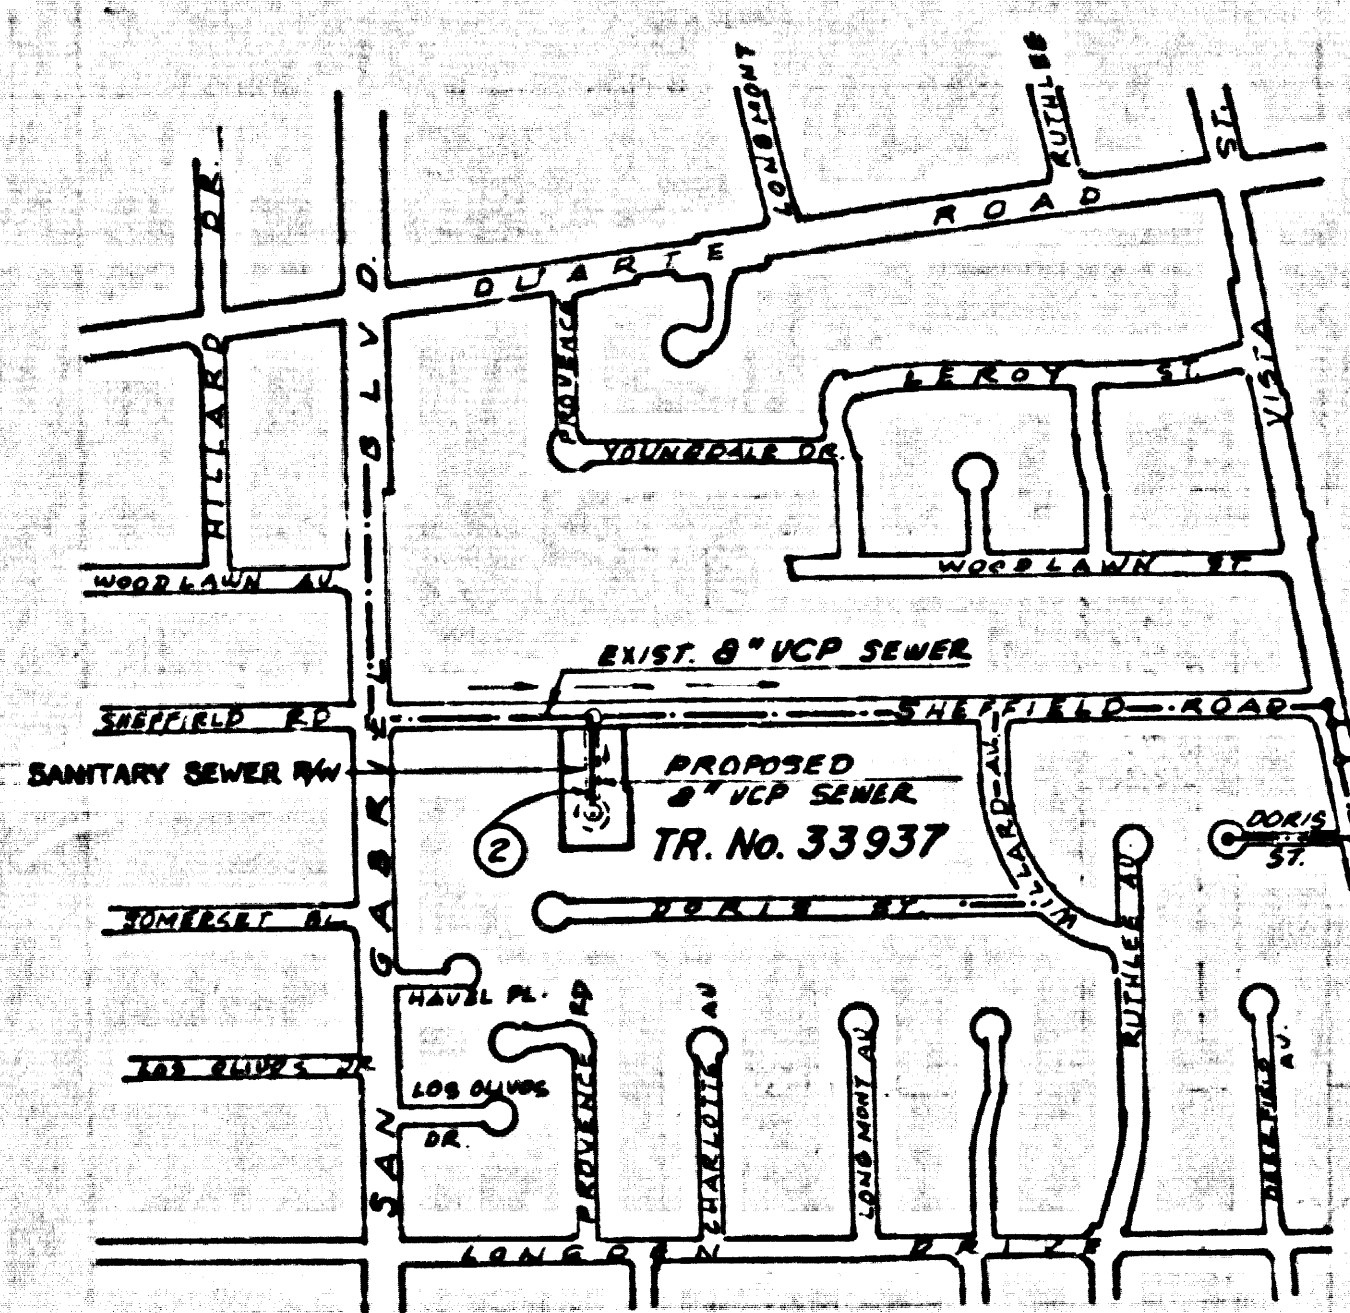 LONGMONT
RUTHLEE
ST.
DR.
DUARTE ROAD
BLVD.
HILLARD
PROVENCE
LEROY ST.
VISTA
YOUNGDALE DR.
WOODLAWN AV.
WOODLAWN ST
EXIST. 8" VCP SEWER
SHEFFIELD RD
SHEFFIELD ROAD
SANITARY SEWER R/W
PROPOSED
8" VCP SEWER
TR. No. 33937
2
WILLARD AV.
DORIS
ST.
RUTHLEE AV
SOMERSET BL.
DORIS ST.
SAN GABRIEL
HAVEL PL.
PROVENCE RD
CHARLOTTE AV
LONGMONT AV
RUTHLEE
DEERFIELD
AV.
LOS OLIVOS DR
LOS OLIVOS
DR.
LONGDEN DRIVE